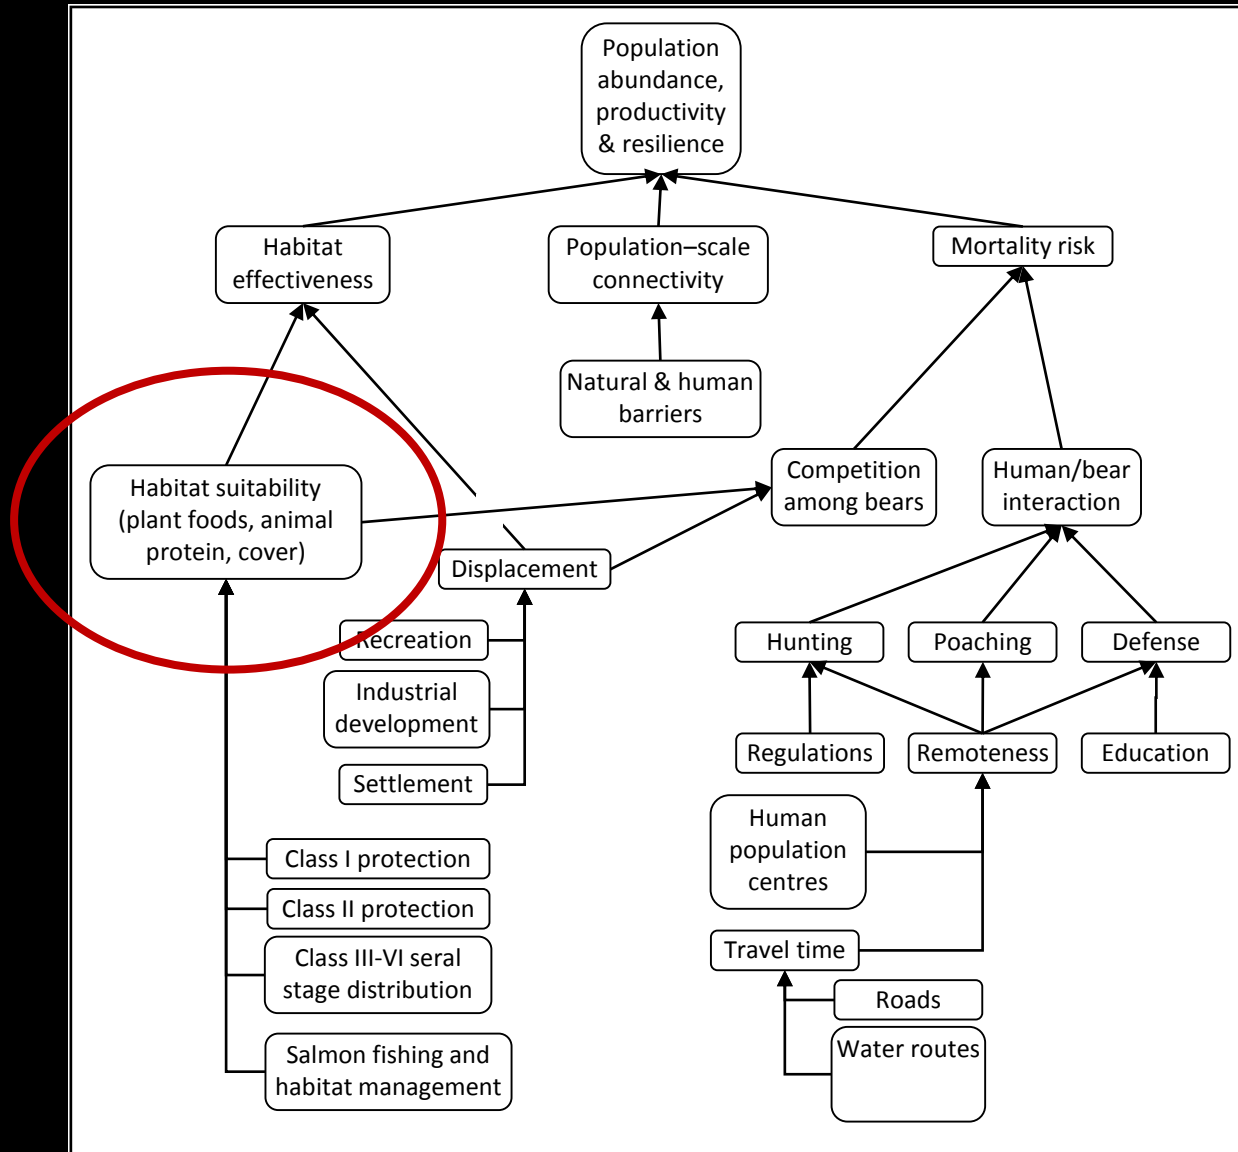 Population
abundance,
productivity
& resilience
Habitat
effectiveness
Population–scale
connectivity
Mortality risk
Natural & human
barriers
Habitat suitability
(plant foods, animal
protein, cover)
Competition
among bears
Human/bear
interaction
Displacement
Recreation
Industrial
development
Settlement
Hunting
Poaching
Defense
Regulations
Remoteness
Education
Human
population
centres
Class I protection
Class II protection
Class III-VI seral
stage distribution
Salmon fishing and
habitat management
Travel time
Roads
Water routes